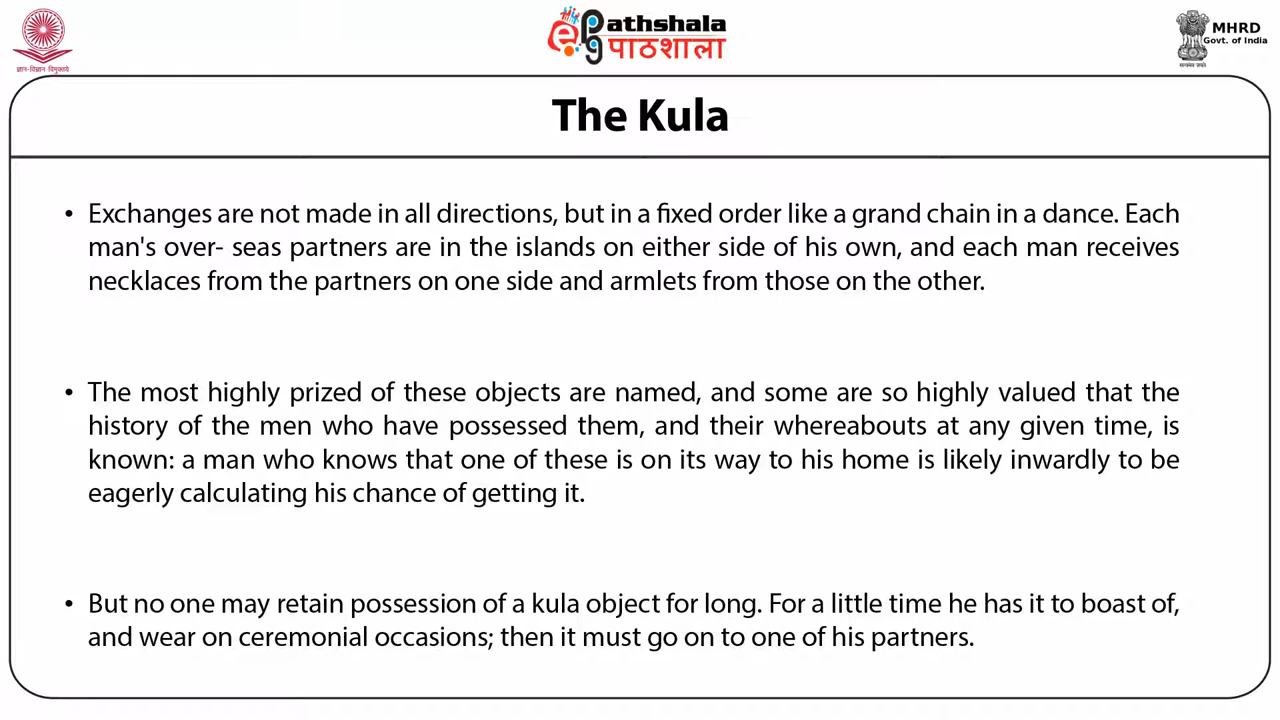 ज्ञान-विज्ञान विमुक्तये
ePG Pathshala
पाठशाला
MHRD
Govt. of India
सत्यमेव जयते
The Kula
• Exchanges are not made in all directions, but in a fixed order like a grand chain in a dance. Each
man's over- seas partners are in the islands on either side of his own, and each man receives
necklaces from the partners on one side and armlets from those on the other.
• The most highly prized of these objects are named, and some are so highly valued that the
history of the men who have possessed them, and their whereabouts at any given time, is
known: a man who knows that one of these is on its way to his home is likely inwardly to be
eagerly calculating his chance of getting it.
• But no one may retain possession of a kula object for long. For a little time he has it to boast of,
and wear on ceremonial occasions; then it must go on to one of his partners.